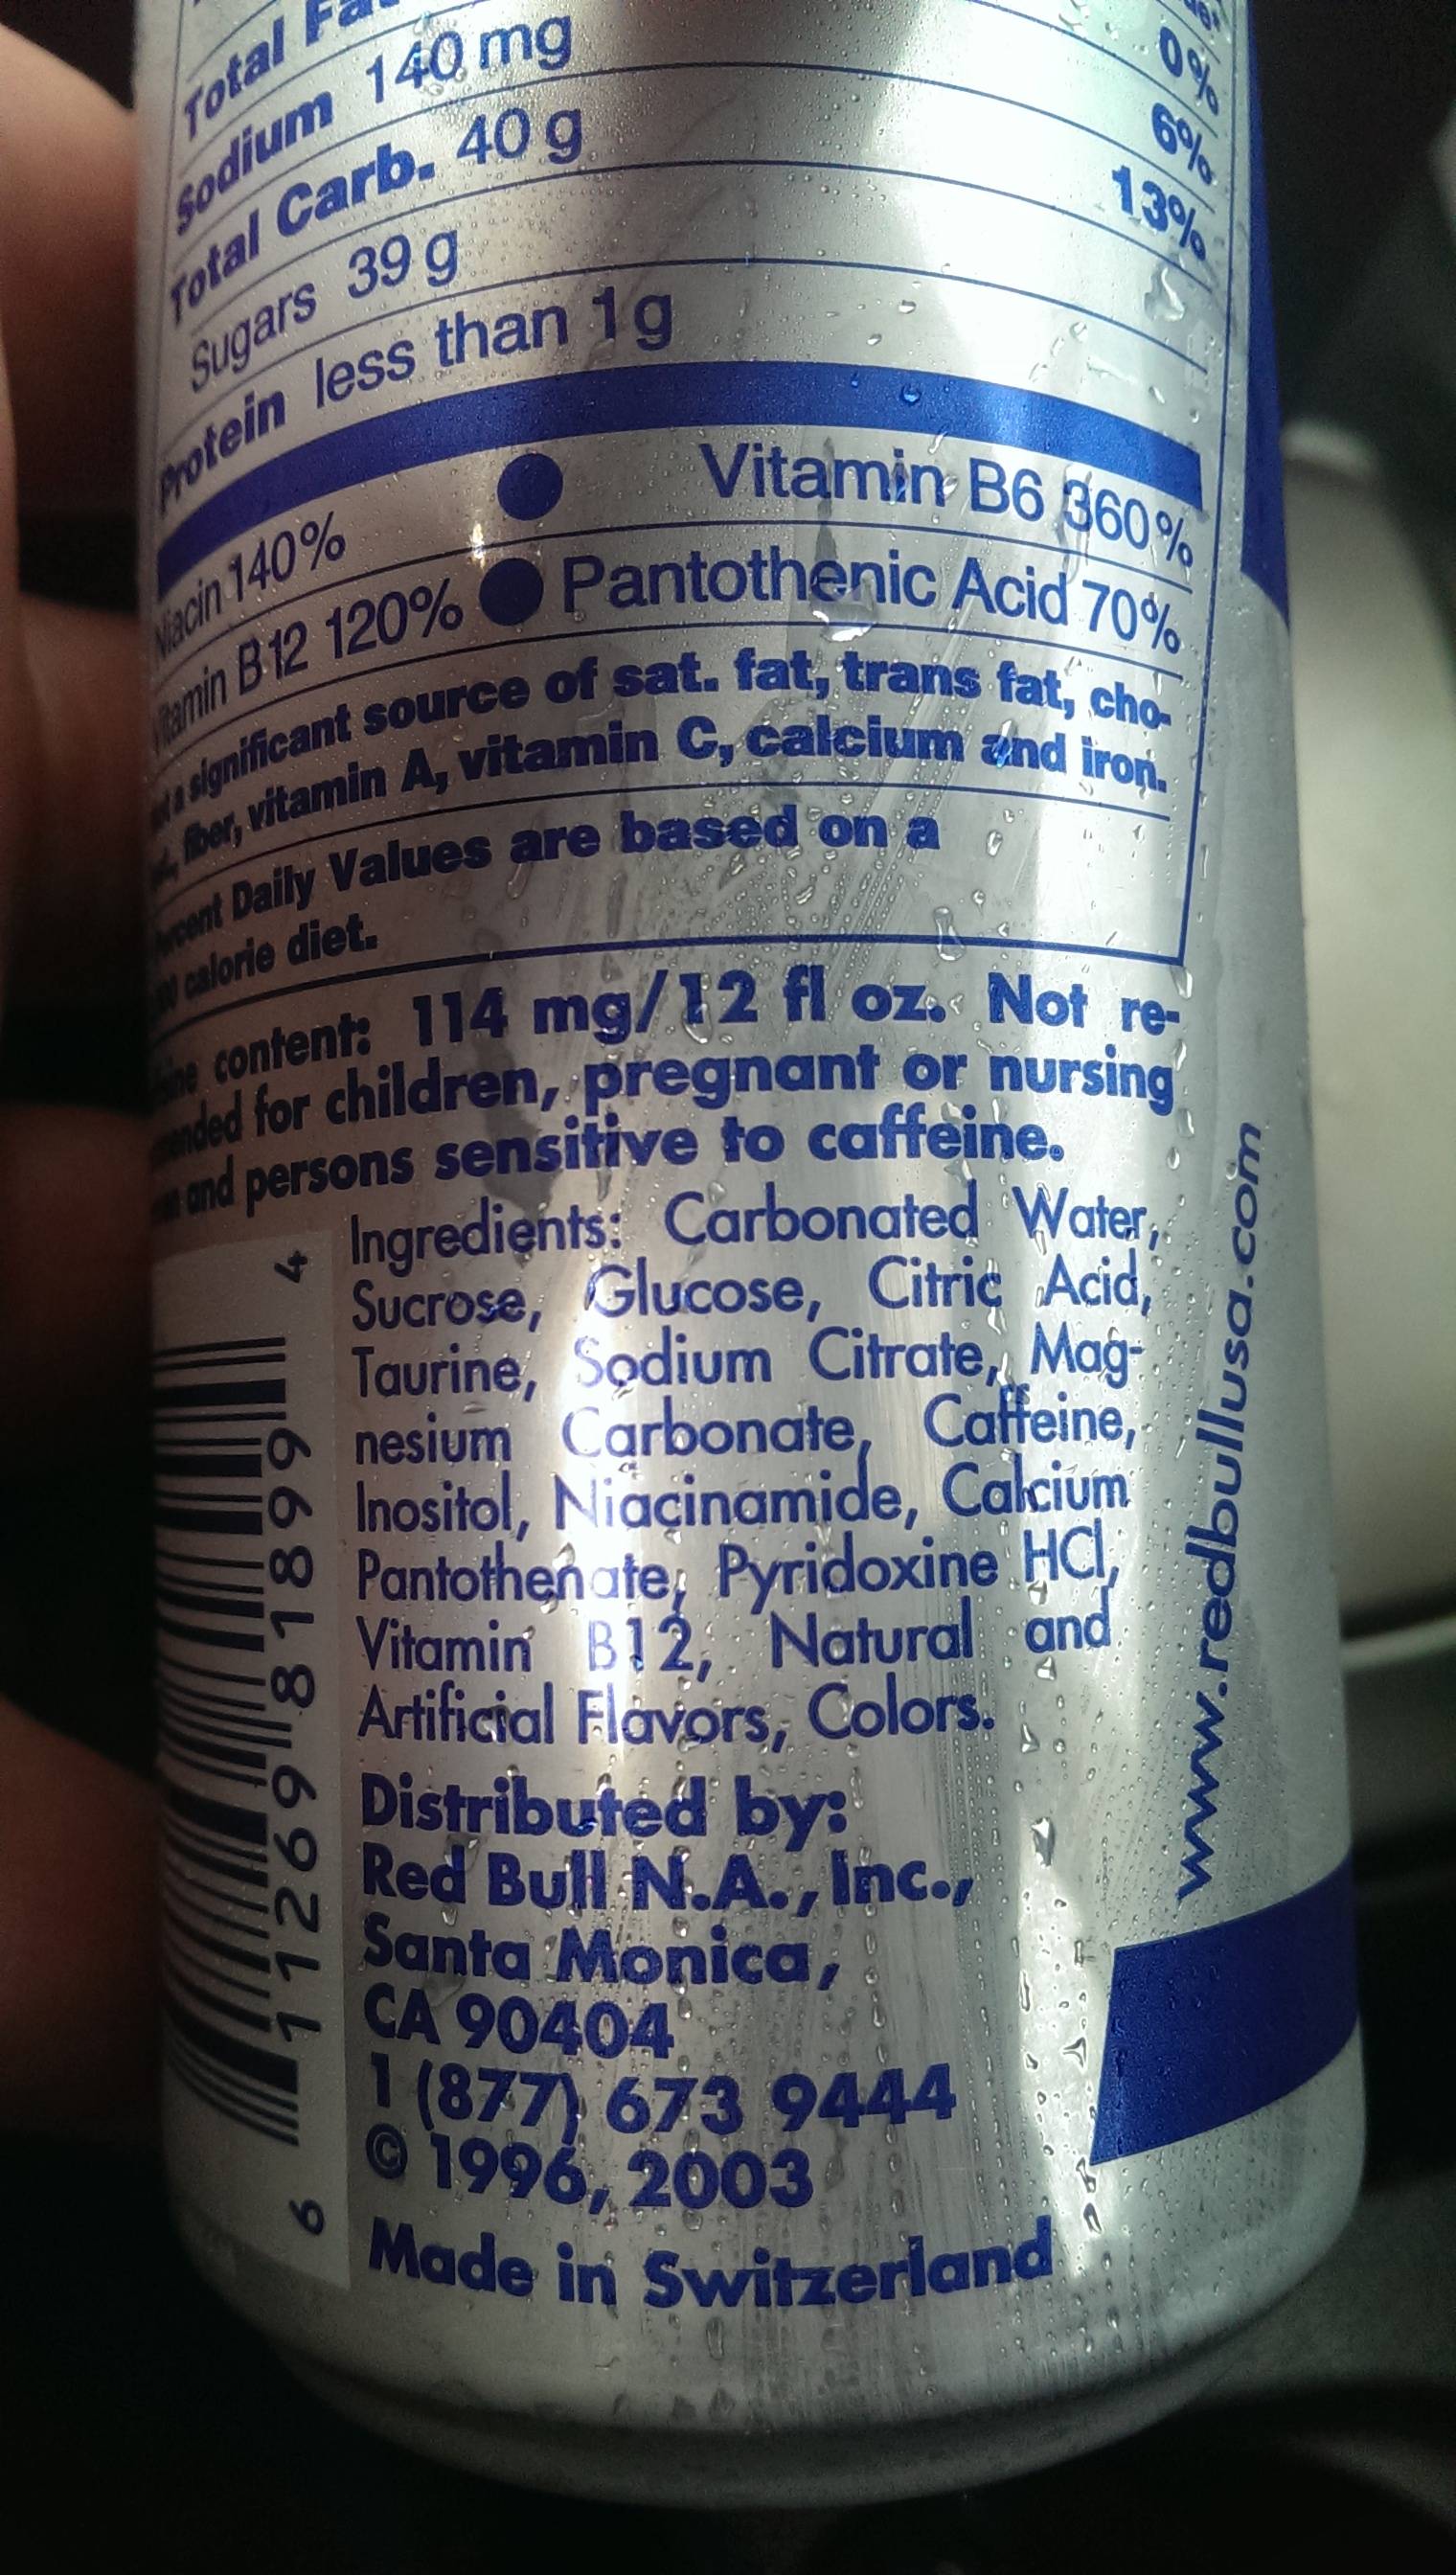 Total
0%
Sodium 140 mg 6%
Total Carb. 40 g 13%
Sugars 39 g
Protein less than 1 g
Niacin 140% ● Vitamin B6 360%
B12 120% ● Pantothenic Acid 70%
a significant source of sat. fat, trans fat, cho-
fiber, vitamin A, vitamin C, calcium and iron.
Daily Values are based on a
calorie diet.
content: 114 mg/12 fl oz. Not re-
for children, pregnant or nursing
and persons sensitive to caffeine.
Ingredients: Carbonated Water,
Sucrose, Glucose, Citric Acid,
Taurine, Sodium Citrate, Mag-
nesium Carbonate, Caffeine,
Inositol, Niacinamide, Calcium
Pantothenate, Pyridoxine HCl,
Vitamin B12, Natural and
Artificial Flavors, Colors.
Distributed by:
Red Bull N.A., Inc.,
Santa Monica,
CA 90404
1 (877) 673 9444
© 1996, 2003
Made in Switzerland
www.redbullusa.com
6 11269 81899 4